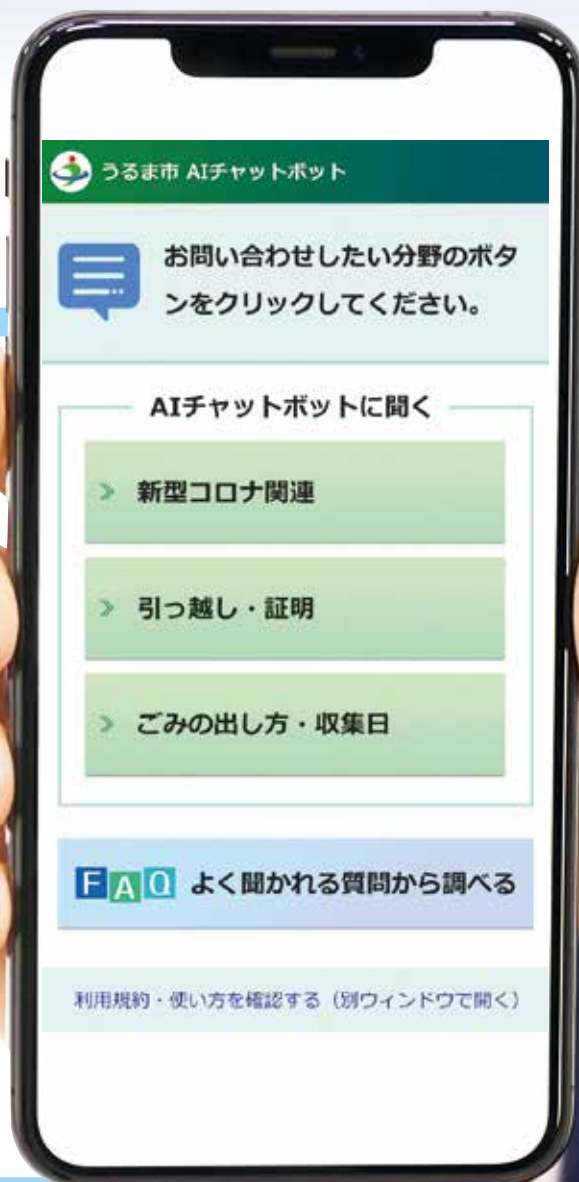 うるま市 AIチャットボット
お問い合わせしたい分野のボタ
ンをクリックしてください。
AIチャットボットに聞く
新型コロナ関連
引っ越し・証明
ごみの出し方・収集日
FAQ よく聞かれる質問から調べる
利用規約・使い方を確認する（別ウィンドウで開く）